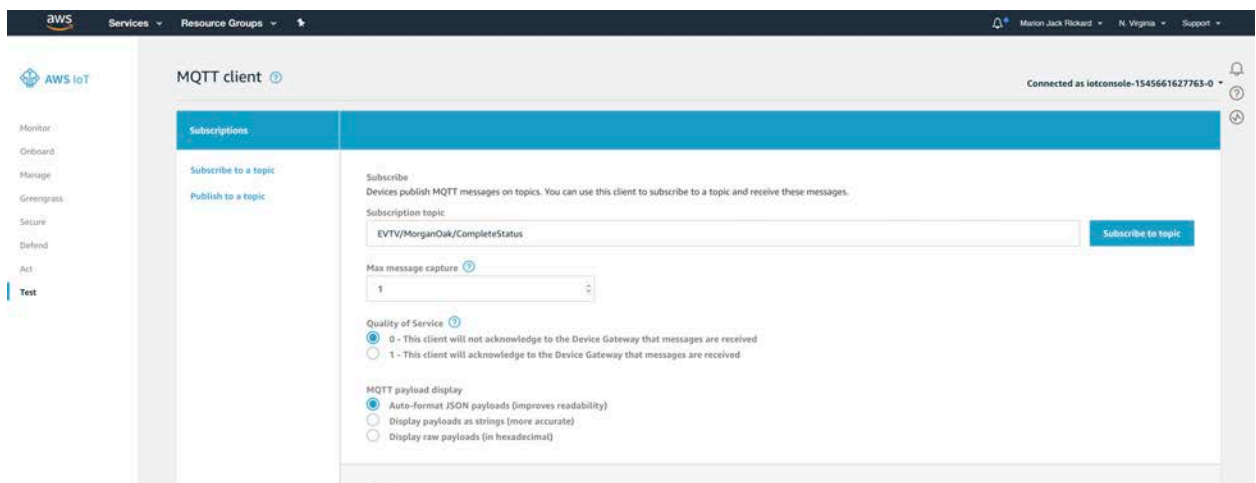 aws Services Resource Groups Marion Jack Rickard N. Virginia Support
AWS IoT
MQTT client
Connected as iotconsole-1545661627763-0
Monitor
Onboard
Manage
Greengrass
Secure
Defend
Act
Test
Subscriptions
Subscribe to a topic
Publish to a topic
Subscribe
Devices publish MQTT messages on topics. You can use this client to subscribe to a topic and receive these messages.
Subscription topic
EVTV/MorganOak/CompleteStatus
Subscribe to topic
Max message capture
1
Quality of Service
0 - This client will not acknowledge to the Device Gateway that messages are received
1 - This client will acknowledge to the Device Gateway that messages are received
MQTT payload display
Auto-format JSON payloads (improves readability)
Display payloads as strings (more accurate)
Display raw payloads (in hexadecimal)